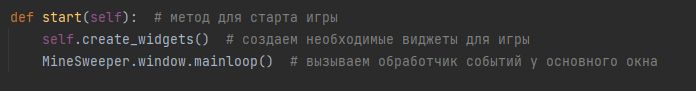 def start(self):  # метод для старта игры
    self.create_widgets()  # создаем необходимые виджеты для игры
    MineSweeper.window.mainloop()  # вызываем обработчик событий у основного окна